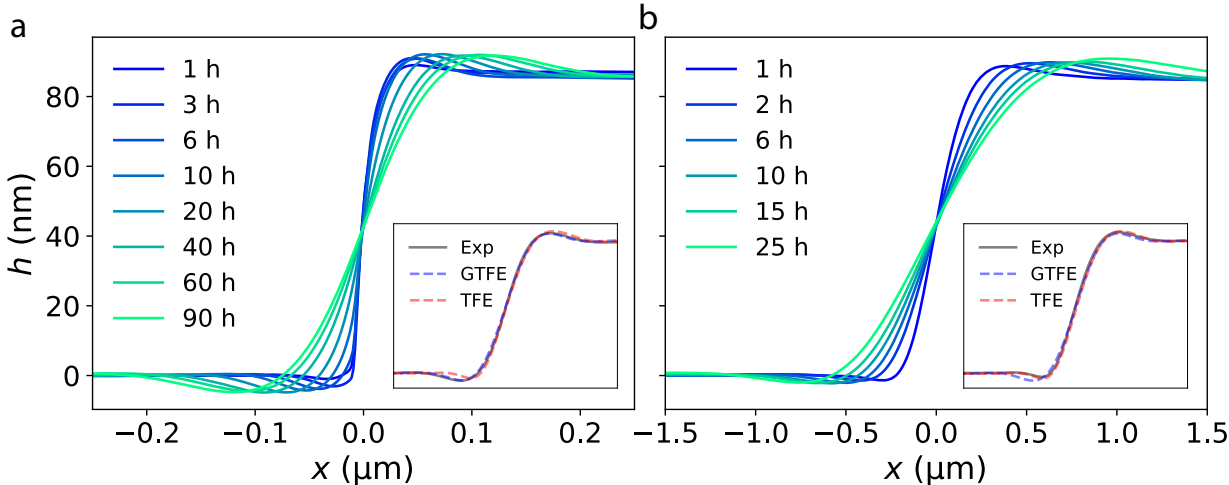 a
h (nm)
80
60
40
20
0
1 h
3 h
6 h
10 h
20 h
40 h
60 h
90 h
Exp
GTFE
TFE
−0.2
−0.1
0.0
0.1
0.2
x (μm)
b
1 h
2 h
6 h
10 h
15 h
25 h
Exp
GTFE
TFE
−1.5
−1.0
−0.5
0.0
0.5
1.0
1.5
x (μm)